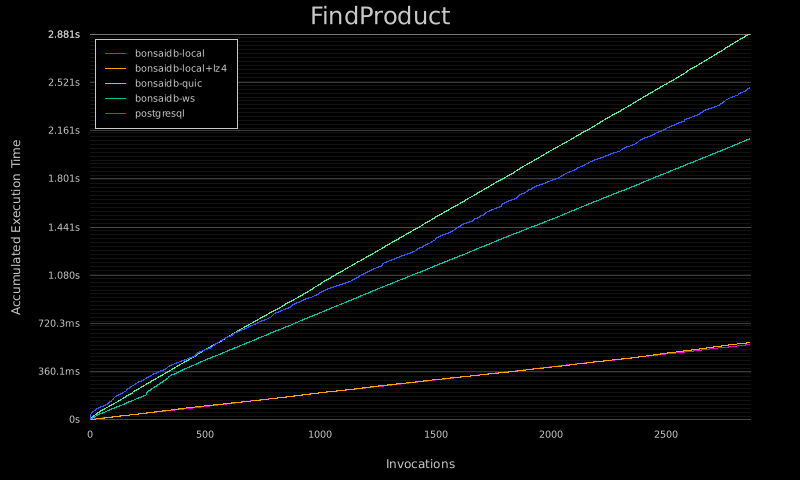 FindProduct
2.881s
bonsaidb-local
bonsaidb-local+lz4
bonsaidb-quic
bonsaidb-ws
postgresql
2.521s
2.161s
1.801s
1.441s
1.080s
720.3ms
360.1ms
0s
Accumulated Execution Time
0 500 1000 1500 2000 2500
Invocations